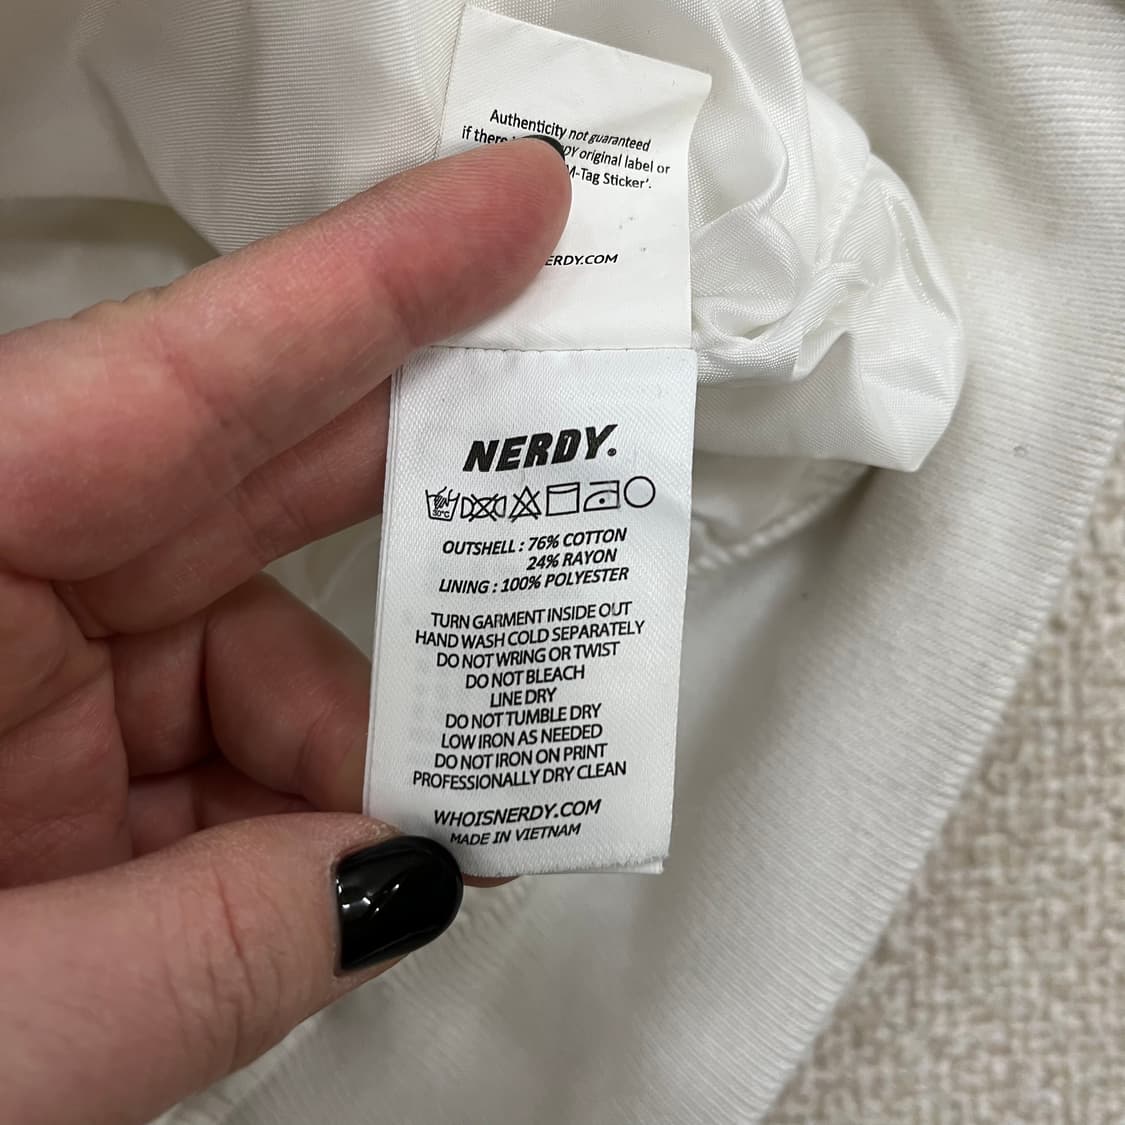 Authenticity not guaranteed
if there original label or
-Tag Sticker'.
ERDY.COM
NERDY.
30°C
OUTSHELL : 76% COTTON
24% RAYON
LINING : 100% POLYESTER
TURN GARMENT INSIDE OUT
HAND WASH COLD SEPARATELY
DO NOT WRING OR TWIST
DO NOT BLEACH
LINE DRY
DO NOT TUMBLE DRY
LOW IRON AS NEEDED
DO NOT IRON ON PRINT
PROFESSIONALLY DRY CLEAN
WHOISNERDY.COM
MADE IN VIETNAM